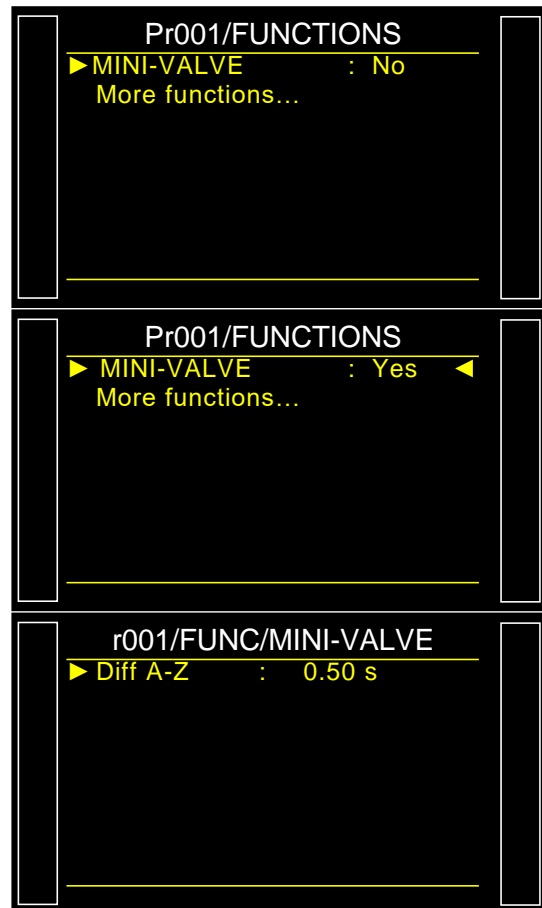 Pr001/FUNCTIONS
►MINI-VALVE : No
More functions...
Pr001/FUNCTIONS
► MINI-VALVE : Yes ◄
More functions...
r001/FUNC/MINI-VALVE
► Diff A-Z : 0.50 s